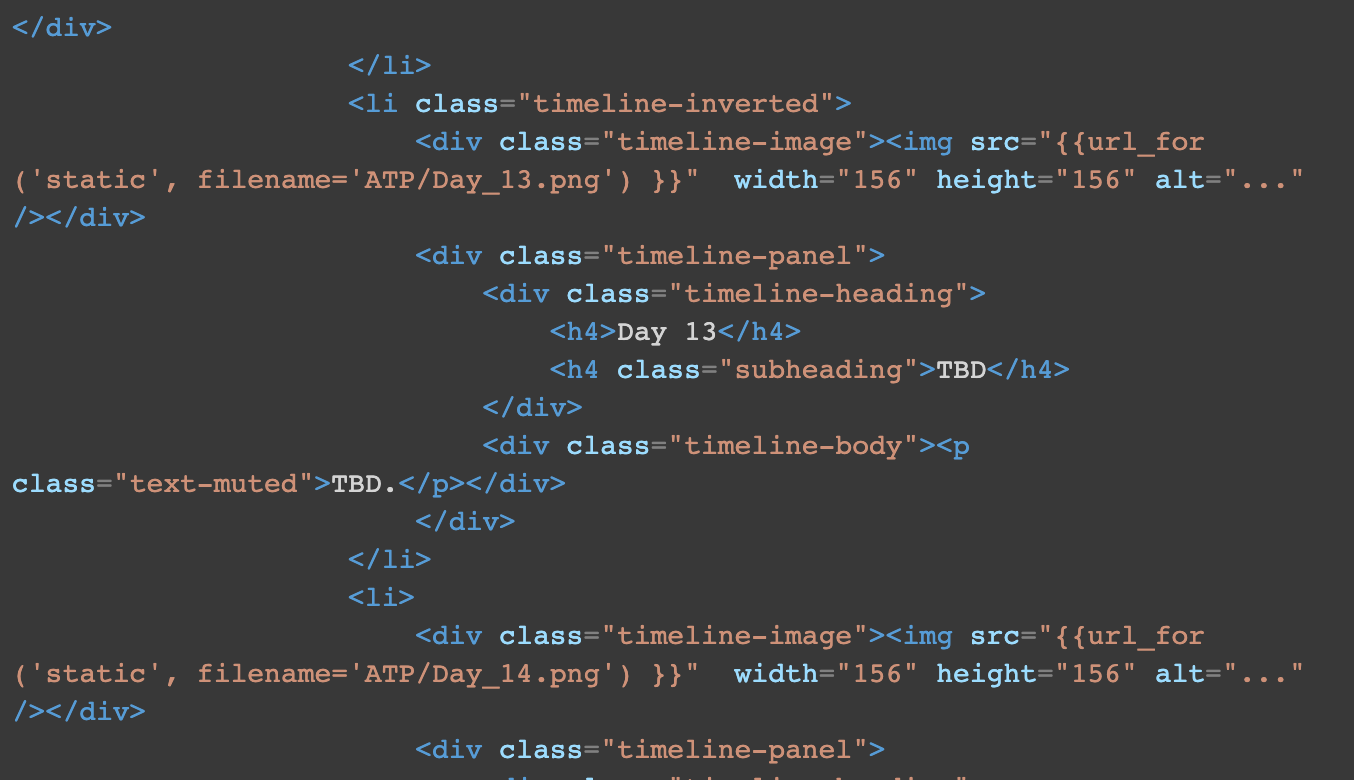 </div>
</li>
<li class="timeline-inverted">
<div class="timeline-image"><img src="{{url_for
('static', filename='ATP/Day_13.png') }}"  width="156" height="156" alt="..."
/></div>
<div class="timeline-panel">
<div class="timeline-heading">
<h4>Day 13</h4>
<h4 class="subheading">TBD</h4>
</div>
<div class="timeline-body"><p
class="text-muted">TBD.</p></div>
</div>
</li>
<li>
<div class="timeline-image"><img src="{{url_for
('static', filename='ATP/Day_14.png') }}"  width="156" height="156" alt="..."
/></div>
<div class="timeline-panel">